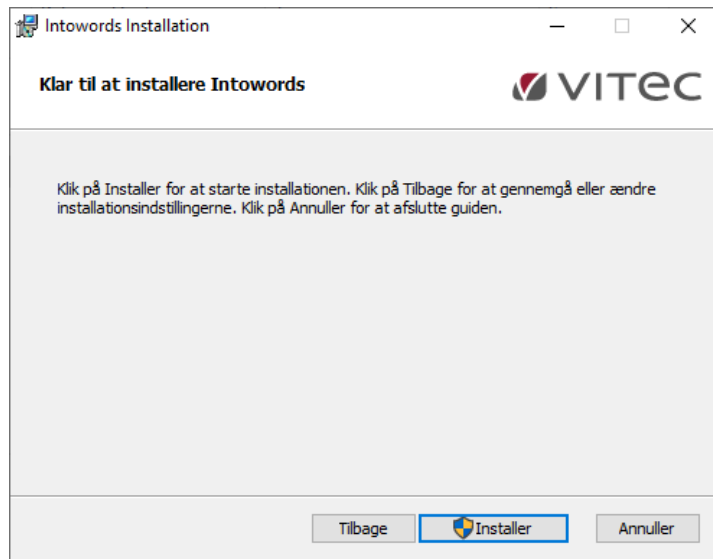 Intowords Installation
Klar til at installere Intowords
VITEC
Klik på Installer for at starte installationen. Klik på Tilbage for at gennemgå eller ændre
installationsindstillingerne. Klik på Annuller for at afslutte guiden.
Tilbage
Installer
Annuller